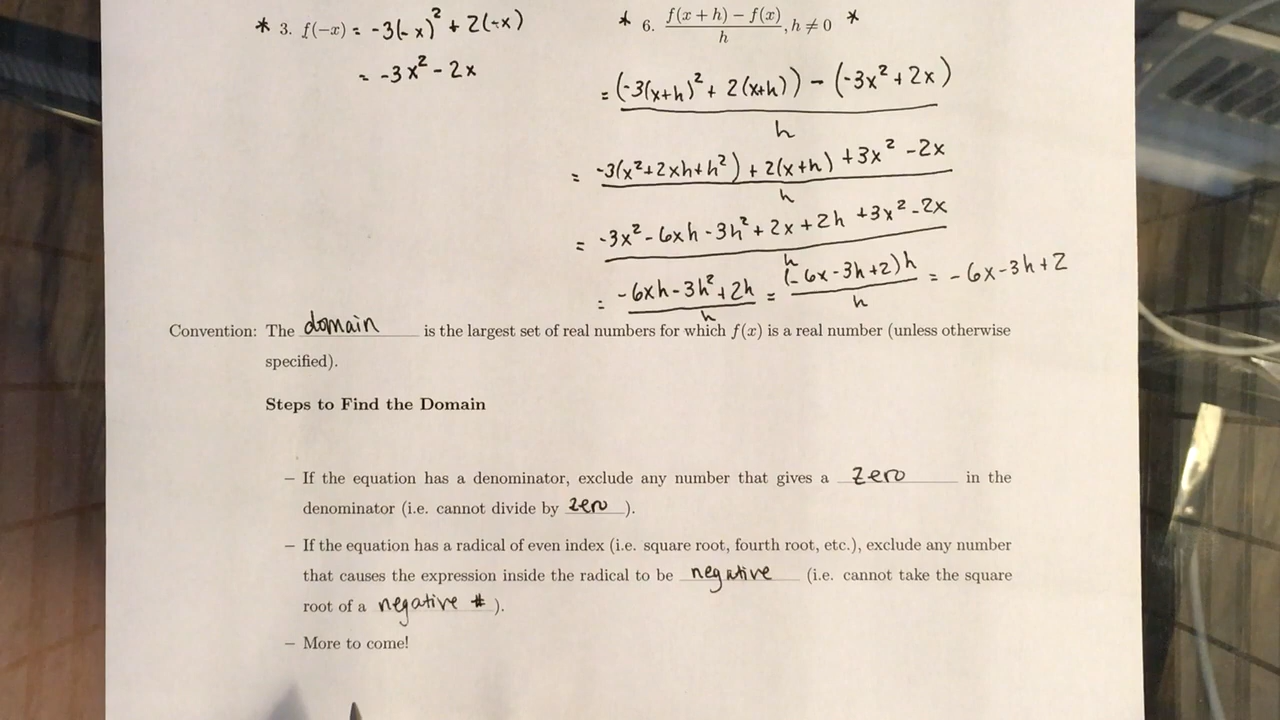 * 3. f(−x) = -3(-x)² + 2(-x)
= -3x² - 2x
* 6. f(x + h) − f(x) / h , h ≠ 0 *
= (-3(x+h)² + 2(x+h)) - (-3x² + 2x) / h
= -3(x²+2xh+h²) + 2(x+h) + 3x² - 2x / h
= -3x² - 6xh - 3h² + 2x + 2h + 3x² - 2x / h
= -6xh - 3h² + 2h / h = (-6x - 3h + 2)h / h = -6x - 3h + 2
Convention: The domain is the largest set of real numbers for which f(x) is a real number (unless otherwise
specified).
Steps to Find the Domain
– If the equation has a denominator, exclude any number that gives a zero in the
denominator (i.e. cannot divide by zero ).
– If the equation has a radical of even index (i.e. square root, fourth root, etc.), exclude any number
that causes the expression inside the radical to be negative (i.e. cannot take the square
root of a negative # ).
– More to come!